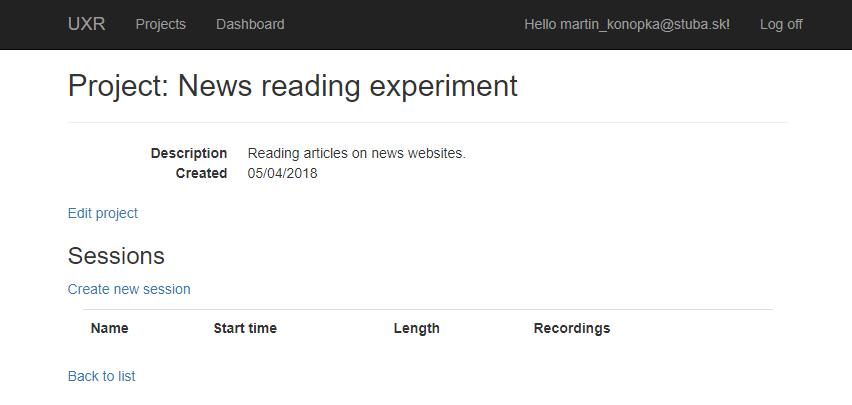 UXR Projects Dashboard Hello martin_konopka@stuba.sk! Log off
Project: News reading experiment
Description Reading articles on news websites.
Created 05/04/2018
Edit project
Sessions
Create new session
Name Start time Length Recordings
Back to list